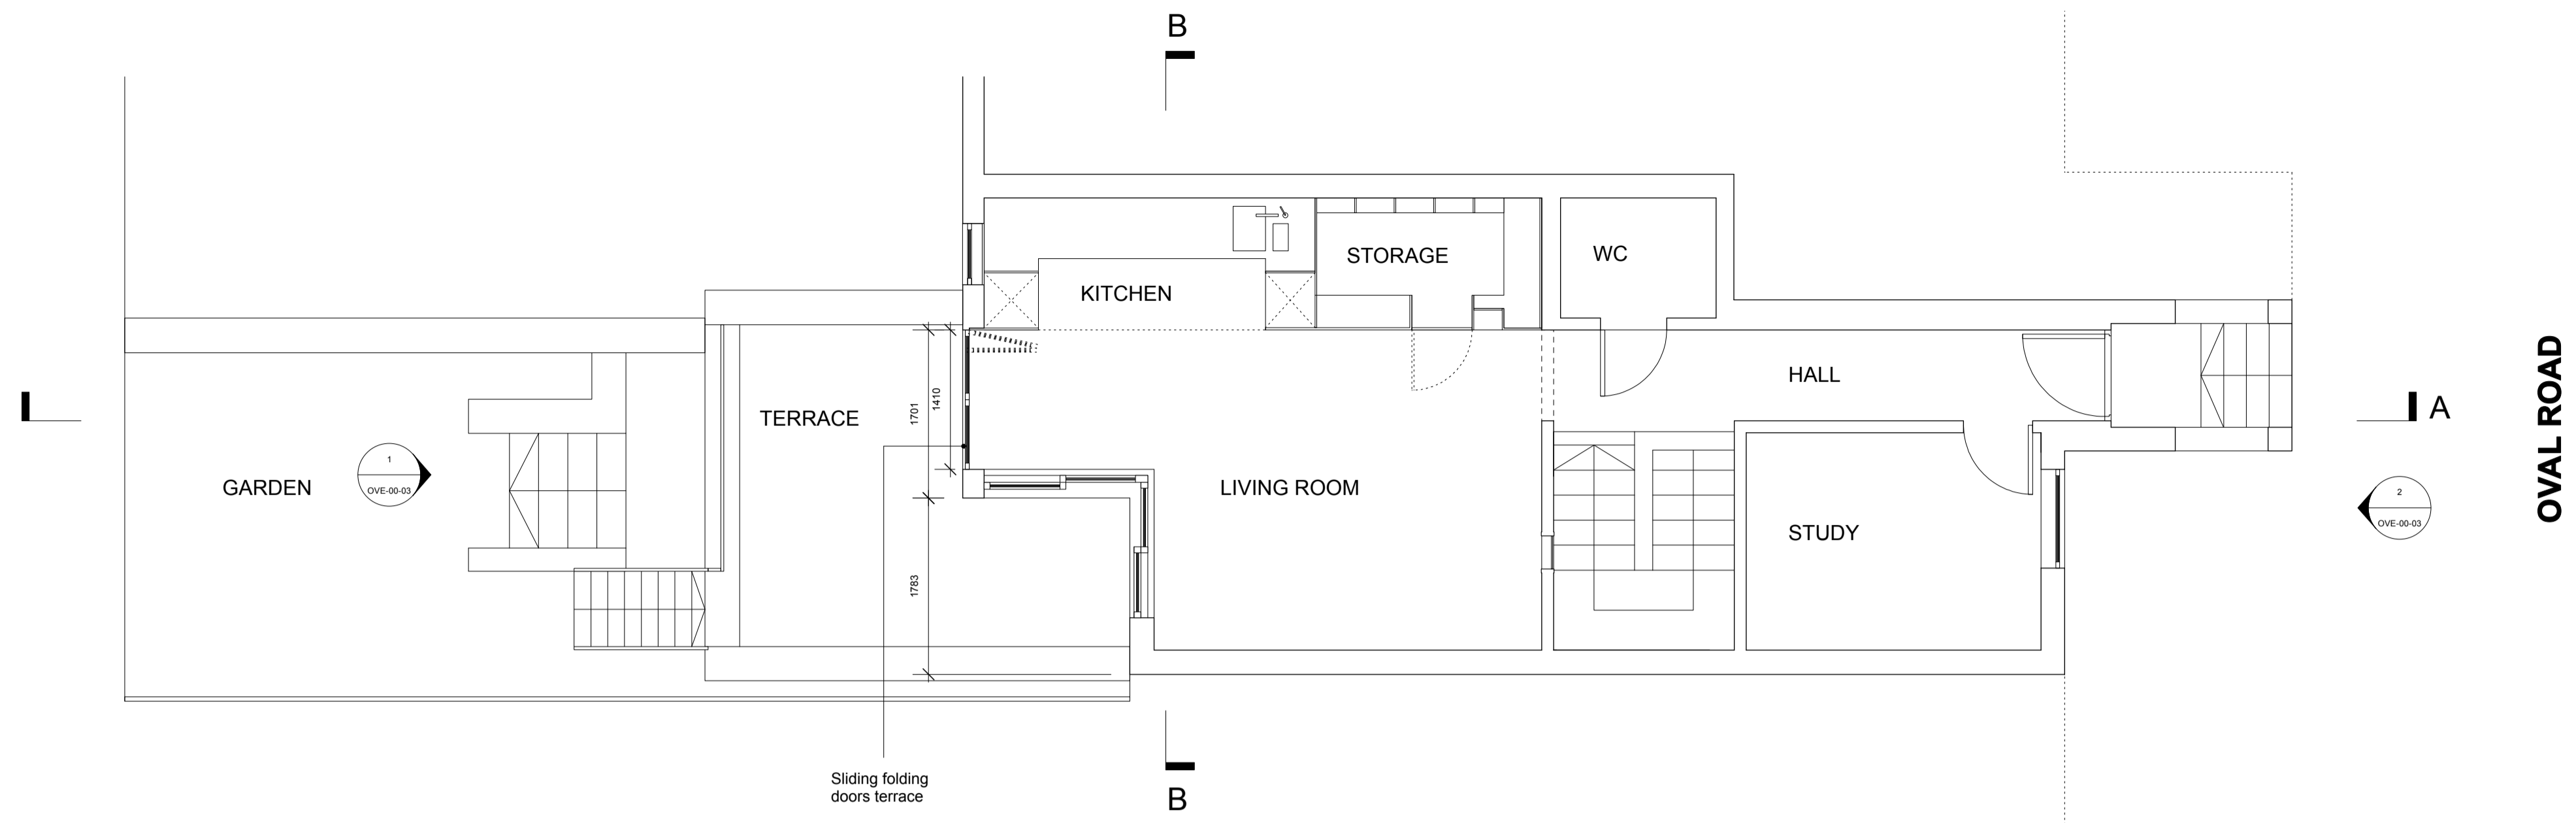 B
STORAGE
WC
KITCHEN
HALL
TERRACE
1701
1410
A
OVAL ROAD
GARDEN
1
OVE-00-03
LIVING ROOM
STUDY
2
OVE-00-03
1783
Sliding folding
doors terrace
B